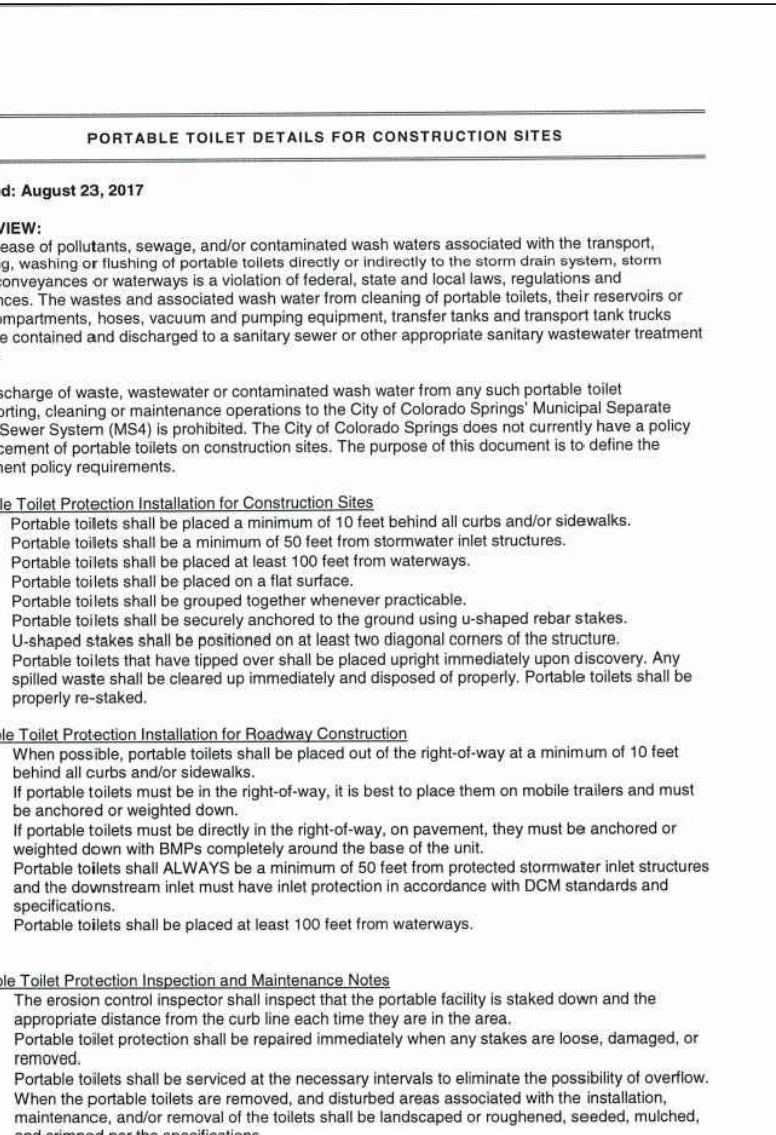 PORTABLE TOILET DETAILS FOR CONSTRUCTION SITES
d: August 23, 2017
VIEW:
ease of pollutants, sewage, and/or contaminated wash waters associated with the transport,
g, washing or flushing of portable toilets directly or indirectly to the storm drain system, storm
conveyances or waterways is a violation of federal, state and local laws, regulations and
nces. The wastes and associated wash water from cleaning of portable toilets, their reservoirs or
mpartments, hoses, vacuum and pumping equipment, transfer tanks and transport tank trucks
e contained and discharged to a sanitary sewer or other appropriate sanitary wastewater treatment
scharge of waste, wastewater or contaminated wash water from any such portable toilet
orting, cleaning or maintenance operations to the City of Colorado Springs' Municipal Separate
Sewer System (MS4) is prohibited. The City of Colorado Springs does not currently have a policy
cement of portable toilets on construction sites. The purpose of this document is to define the
ment policy requirements.
le Toilet Protection Installation for Construction Sites
Portable toilets shall be placed a minimum of 10 feet behind all curbs and/or sidewalks.
Portable toilets shall be a minimum of 50 feet from stormwater inlet structures.
Portable toilets shall be placed at least 100 feet from waterways.
Portable toilets shall be placed on a flat surface.
Portable toilets shall be grouped together whenever practicable.
Portable toilets shall be securely anchored to the ground using u-shaped rebar stakes.
U-shaped stakes shall be positioned on at least two diagonal corners of the structure.
Portable toilets that have tipped over shall be placed upright immediately upon discovery. Any
spilled waste shall be cleared up immediately and disposed of properly. Portable toilets shall be
properly re-staked.
le Toilet Protection Installation for Roadway Construction
When possible, portable toilets shall be placed out of the right-of-way at a minimum of 10 feet
behind all curbs and/or sidewalks.
If portable toilets must be in the right-of-way, it is best to place them on mobile trailers and must
be anchored or weighted down.
If portable toilets must be directly in the right-of-way, on pavement, they must be anchored or
weighted down with BMPs completely around the base of the unit.
Portable toilets shall ALWAYS be a minimum of 50 feet from protected stormwater inlet structures
and the downstream inlet must have inlet protection in accordance with DCM standards and
specifications.
Portable toilets shall be placed at least 100 feet from waterways.
ole Toilet Protection Inspection and Maintenance Notes
The erosion control inspector shall inspect that the portable facility is staked down and the
appropriate distance from the curb line each time they are in the area.
Portable toilet protection shall be repaired immediately when any stakes are loose, damaged, or
removed.
Portable toilets shall be serviced at the necessary intervals to eliminate the possibility of overflow.
When the portable toilets are removed, and disturbed areas associated with the installation,
maintenance, and/or removal of the toilets shall be landscaped or roughened, seeded, mulched,
and crimped per the specifications